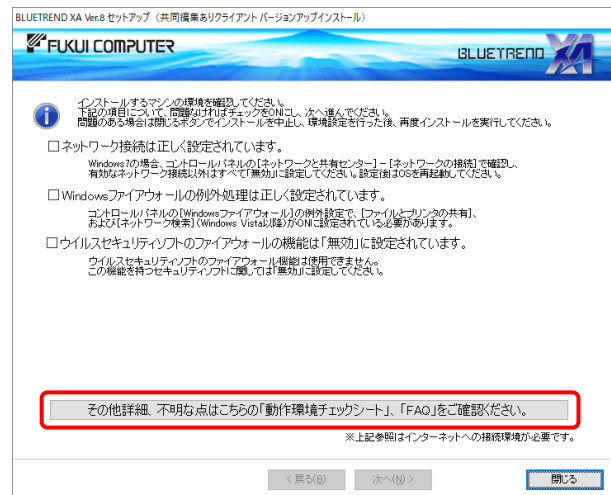 BLUETREND XA Ver.8 セットアップ（共同編集ありクライアント バージョンアップインストール）
FUKUI COMPUTER
BLUETREND XA
インストールするマシンの環境を確認してください。
下記の項目について、問題なければチェックをONにし、次へ進んでください。
問題のある場合は閉じるボタンでインストールを中止し、環境設定を行った後、再度インストールを実行してください。
ネットワーク接続は正しく設定されています。
Windows7の場合、コントロールパネルの[ネットワークと共有センター]－[ネットワークの接続]で確認し、
有効なネットワーク接続以外はすべて「無効」に設定してください。設定後はOSを再起動してください。
Windowsファイアウォールの例外処理は正しく設定されています。
コントロールパネルの[Windowsファイアウォール]の例外設定で、[ファイルとプリンタの共有]、
および[ネットワーク検索](Windows Vista以降)がONに設定されている必要があります。
ウイルスセキュリティソフトのファイアウォールの機能は「無効」に設定されています。
ウイルスセキュリティソフトのファイアウォール機能は使用できません。
この機能を持つセキュリティソフトに関しては「無効」に設定してください。
その他詳細、不明な点はこちらの「動作環境チェックシート」、「FAQ」をご確認ください。
※上記参照はインターネットへの接続環境が必要です。
< 戻る(B)
次へ(N) >
閉じる